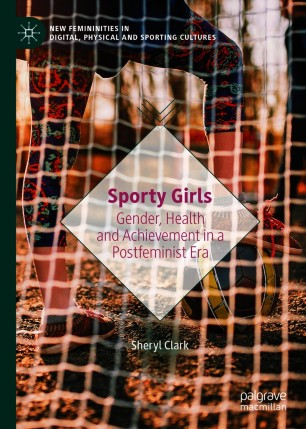 NEW FEMININITIES IN
DIGITAL, PHYSICAL AND SPORTING CULTURES
Sporty Girls
Gender, Health
and Achievement in a
Postfeminist Era
Sheryl Clark
palgrave
macmillan